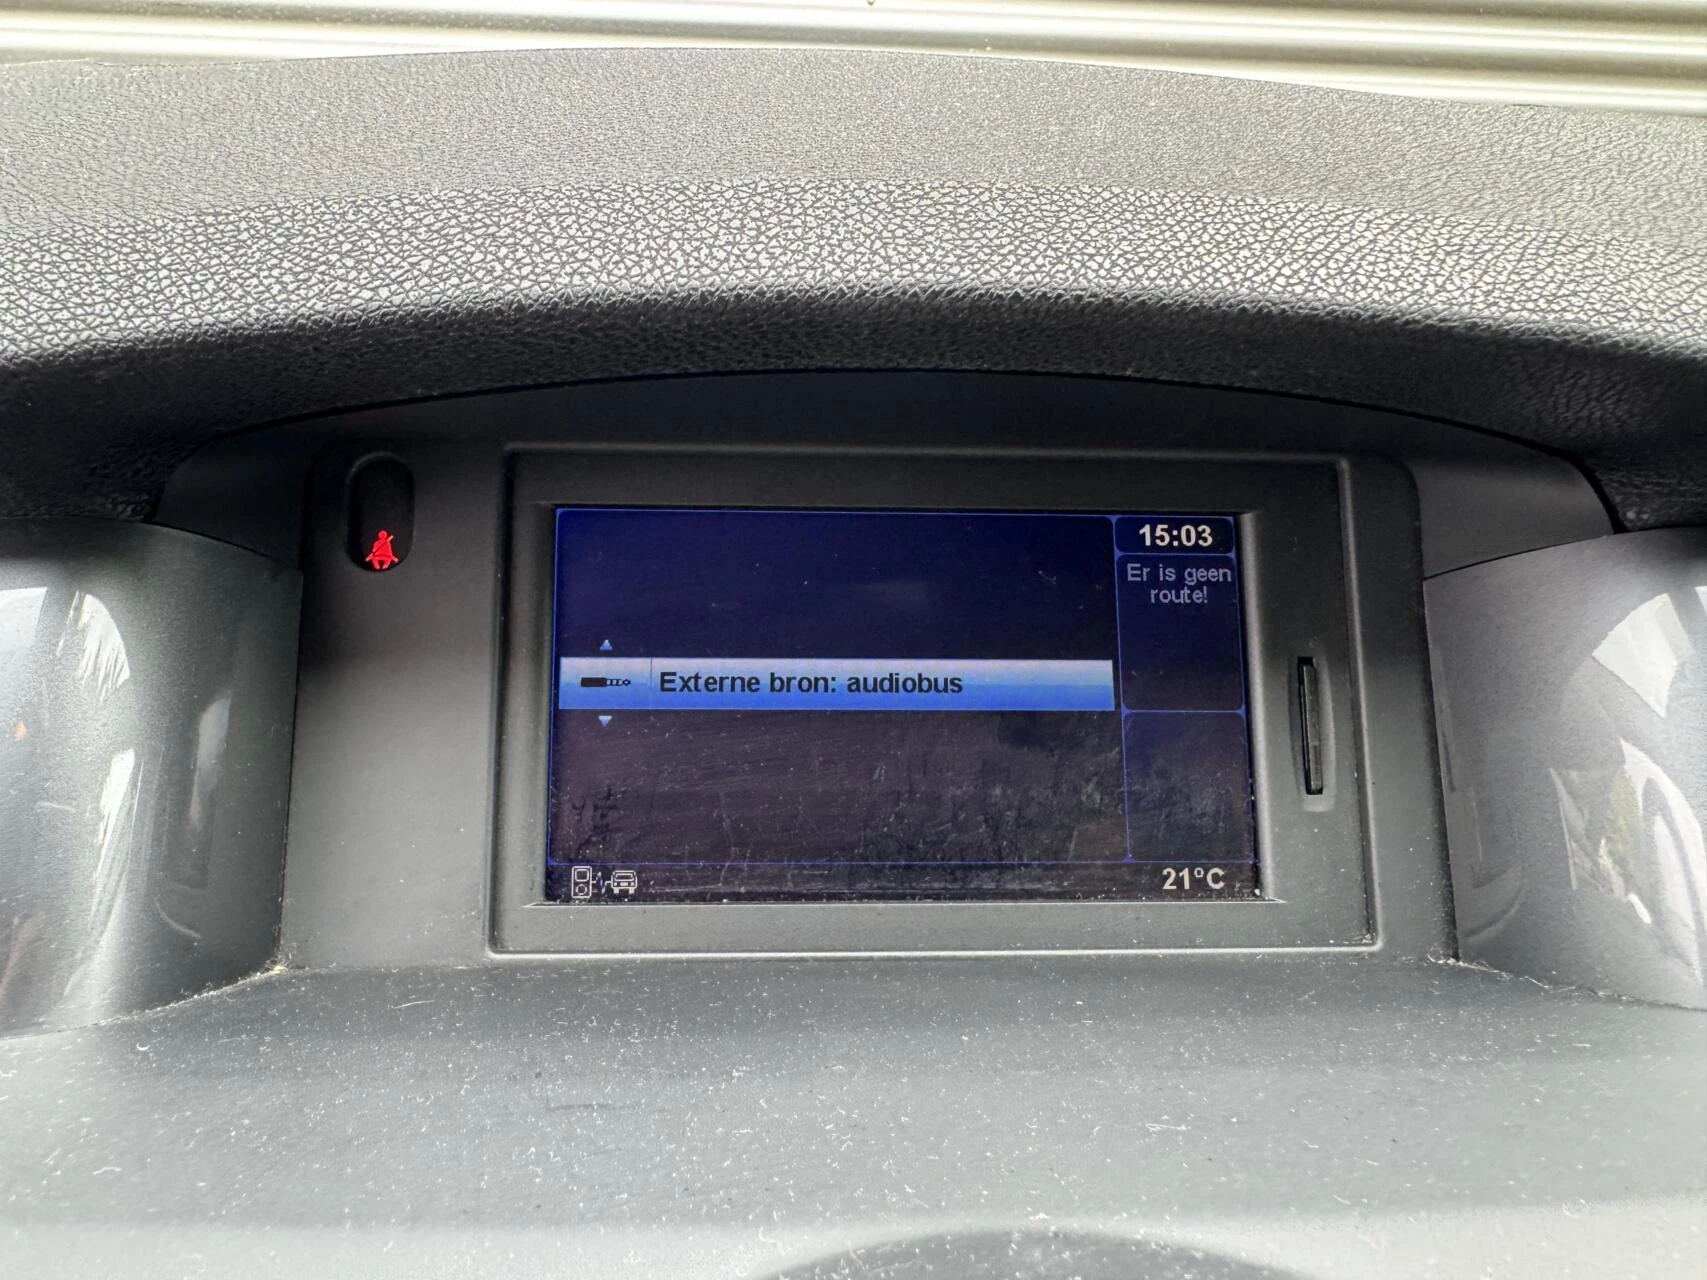 15:03
Er is geen
route!
Externe bron: audiobus
21°C